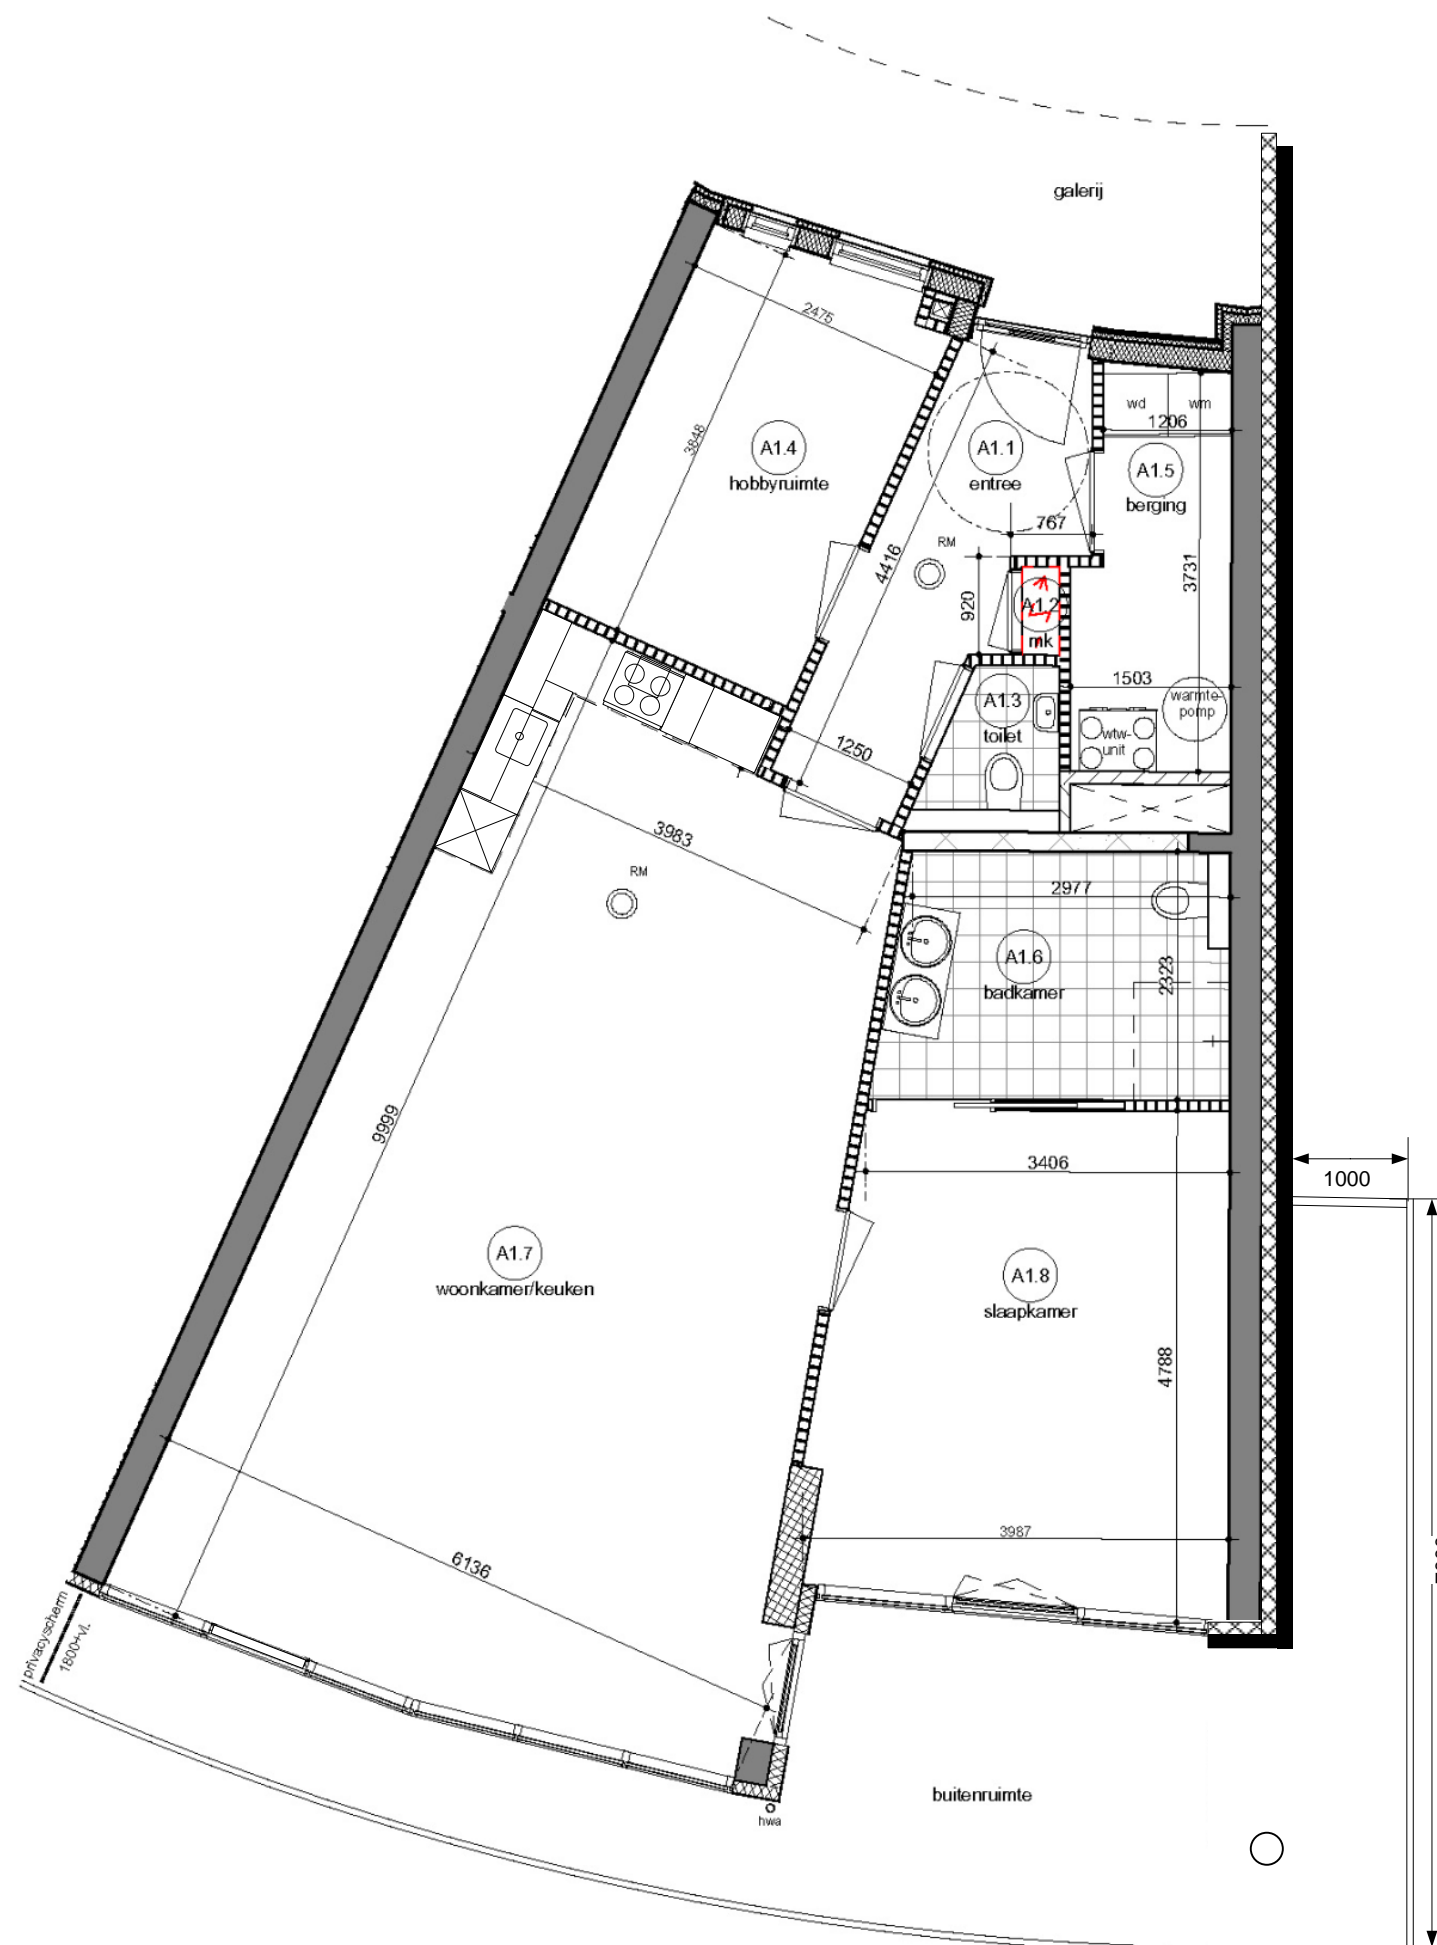 galerij
2475
wd
wm
1206
3848
A1.4
hobbyruimte
A1.1
entree
A1.5
berging
767
RM
4416
920
3731
A1.2
mk
1503
A1.3
toilet
warmte-
pomp
wtw-
unit
1250
3983
RM
2977
A1.6
badkamer
2323
9999
3406
1000
A1.7
woonkamer/keuken
A1.8
slaapkamer
4788
3987
6136
privacyscherm
1800+vl.
buitenruimte
hwa